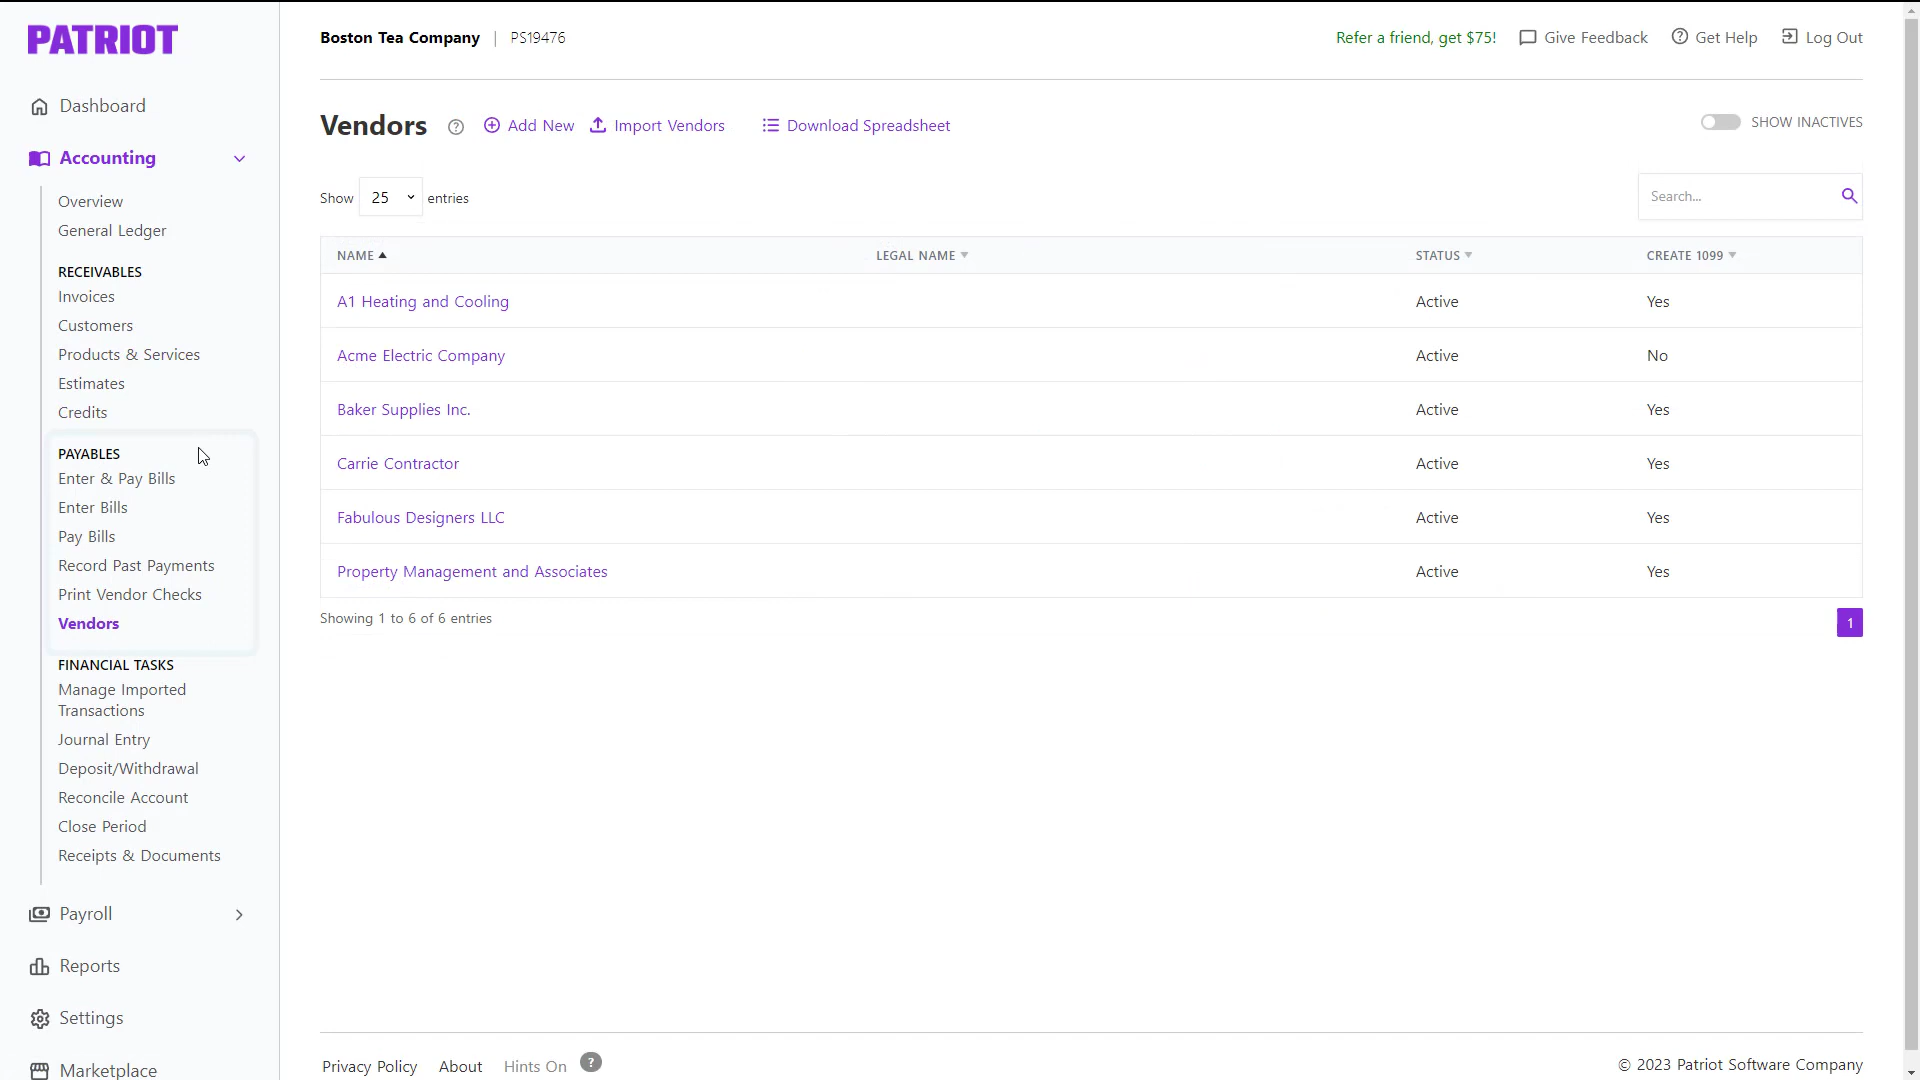 PATRIOT
Boston Tea Company | PS19476
Refer a friend, get $75!
Give Feedback
Get Help
Log Out
Dashboard
Accounting
Overview
General Ledger
RECEIVABLES
Invoices
Customers
Products & Services
Estimates
Credits
PAYABLES
Enter & Pay Bills
Enter Bills
Pay Bills
Record Past Payments
Print Vendor Checks
Vendors
FINANCIAL TASKS
Manage Imported
Transactions
Journal Entry
Deposit/Withdrawal
Reconcile Account
Close Period
Receipts & Documents
Payroll
Reports
Settings
Marketplace
Vendors ? Add New Import Vendors Download Spreadsheet
SHOW INACTIVES
Show 25 entries
Search...
NAME LEGAL NAME STATUS CREATE 1099
A1 Heating and Cooling Active Yes
Acme Electric Company Active No
Baker Supplies Inc. Active Yes
Carrie Contractor Active Yes
Fabulous Designers LLC Active Yes
Property Management and Associates Active Yes
Showing 1 to 6 of 6 entries
1
Privacy Policy About Hints On ?
© 2023 Patriot Software Company